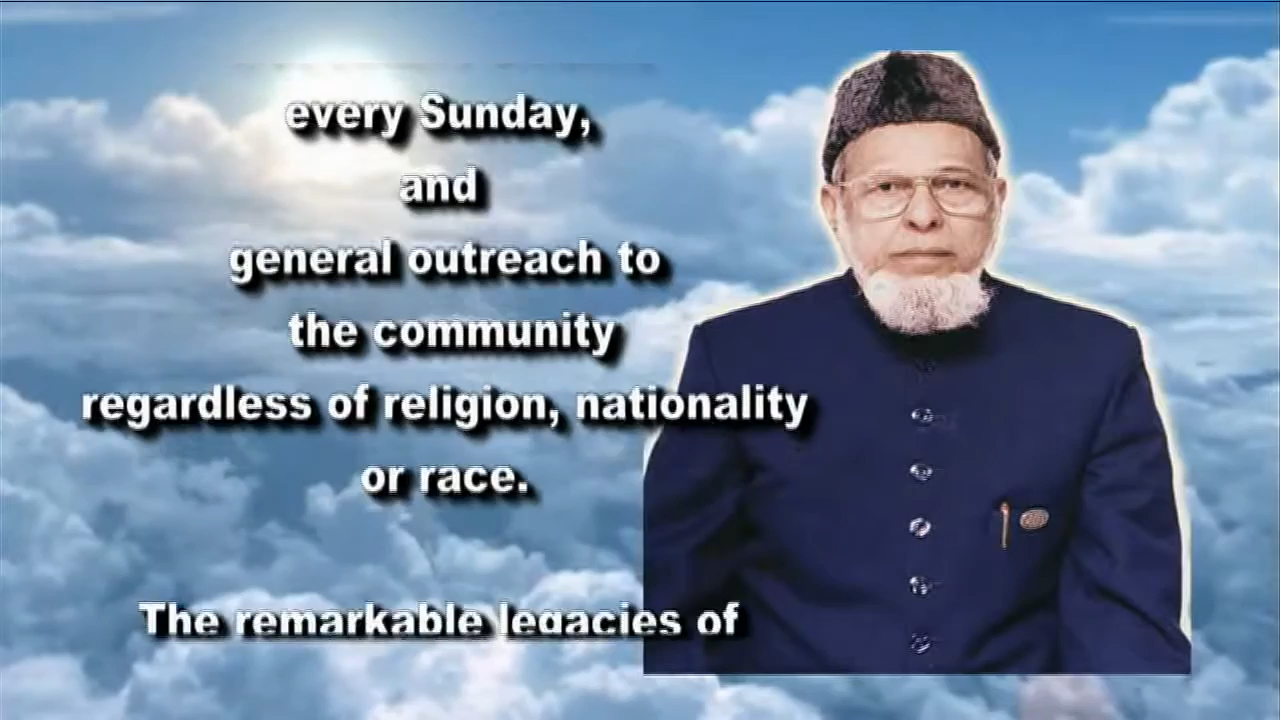 every Sunday,
and
general outreach to
the community
regardless of religion, nationality
or race.
The remarkable legacies of